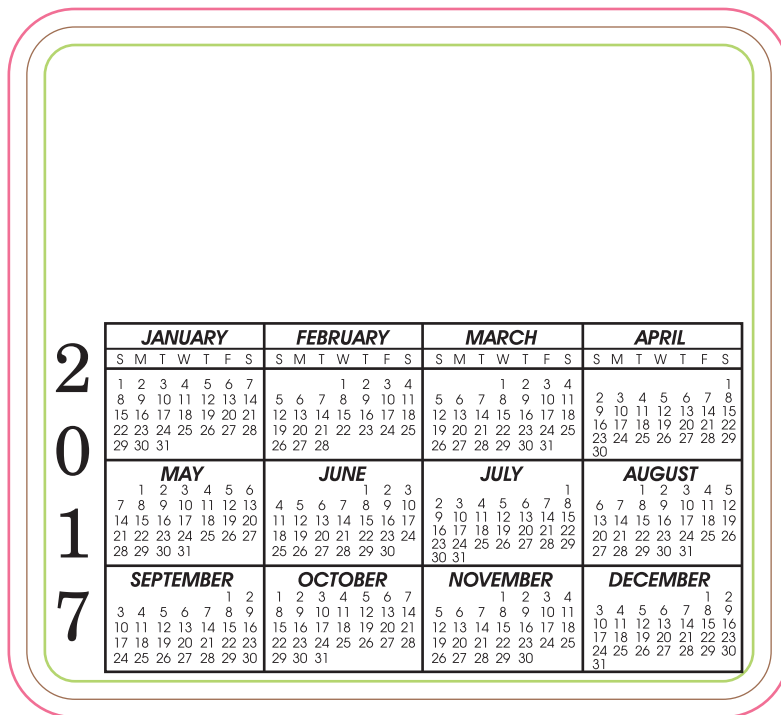 2
0
1
7
JANUARY FEBRUARY MARCH APRIL
S M T W T F S S M T W T F S S M T W T F S S M T W T F S
1 2 3 4 5 6 7 1 2 3 4 1 2 3 4 1
8 9 10 11 12 13 14 5 6 7 8 9 10 11 5 6 7 8 9 10 11 2 3 4 5 6 7 8
15 16 17 18 19 20 21 12 13 14 15 16 17 18 12 13 14 15 16 17 18 9 10 11 12 13 14 15
22 23 24 25 26 27 28 19 20 21 22 23 24 25 19 20 21 22 23 24 25 16 17 18 19 20 21 22
29 30 31 26 27 28 26 27 28 29 30 31 23 24 25 26 27 28 29
30
MAY JUNE JULY AUGUST
1 2 3 4 5 6 1 2 3 1 1 2 3 4 5
7 8 9 10 11 12 13 4 5 6 7 8 9 10 2 3 4 5 6 7 8 6 7 8 9 10 11 12
14 15 16 17 18 19 20 11 12 13 14 15 16 17 9 10 11 12 13 14 15 13 14 15 16 17 18 19
21 22 23 24 25 26 27 18 19 20 21 22 23 24 16 17 18 19 20 21 22 20 21 22 23 24 25 26
28 29 30 31 25 26 27 28 29 30 23 24 25 26 27 28 29 27 28 29 30 31
30 31
SEPTEMBER OCTOBER NOVEMBER DECEMBER
1 2 1 2 3 4 5 6 7 1 2 3 4 1 2
3 4 5 6 7 8 9 8 9 10 11 12 13 14 5 6 7 8 9 10 11 3 4 5 6 7 8 9
10 11 12 13 14 15 16 15 16 17 18 19 20 21 12 13 14 15 16 17 18 10 11 12 13 14 15 16
17 18 19 20 21 22 23 22 23 24 25 26 27 28 19 20 21 22 23 24 25 17 18 19 20 21 22 23
24 25 26 27 28 29 30 29 30 31 26 27 28 29 30 24 25 26 27 28 29 30
31